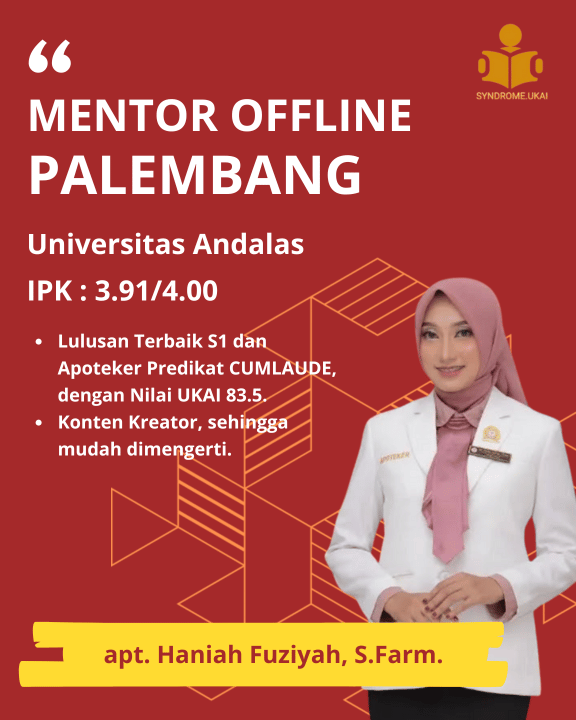 SYNDROME.UKAI
MENTOR OFFLINE
PALEMBANG
Universitas Andalas
IPK : 3.91/4.00
• Lulusan Terbaik S1 dan
Apoteker Predikat CUMLAUDE,
dengan Nilai UKAI 83.5.
• Konten Kreator, sehingga
mudah dimengerti.
apt. Haniah Fuziyah, S.Farm.